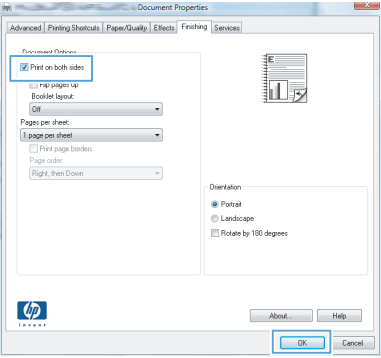 Document Properties
Advanced Printing Shortcuts Paper/Quality Effects Finishing Services
Document Options
Print on both sides
Flip pages up
Booklet layout:
Off
Pages per sheet:
1 page per sheet
Print page borders
Page order:
Right, then Down
Orientation
Portrait
Landscape
Rotate by 180 degrees
hp
invent
About... Help
OK Cancel